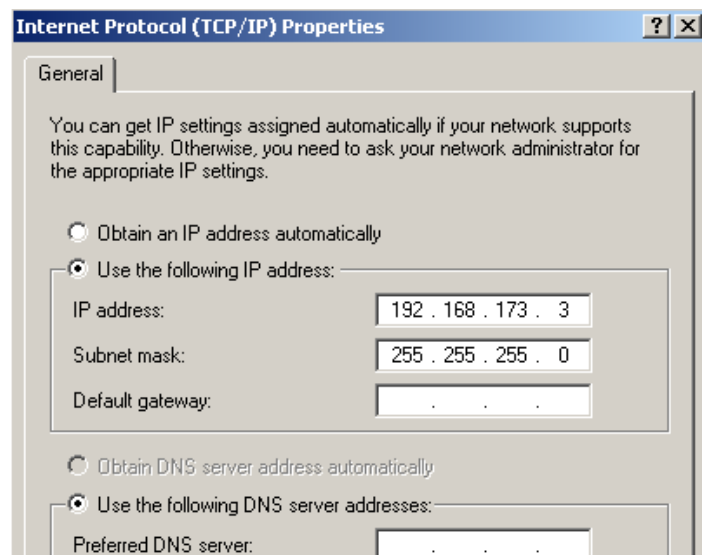 Internet Protocol (TCP/IP) Properties ? ×
General
You can get IP settings assigned automatically if your network supports
this capability. Otherwise, you need to ask your network administrator for
the appropriate IP settings.
Obtain an IP address automatically
Use the following IP address:
IP address: 192 . 168 . 173 . 3
Subnet mask: 255 . 255 . 255 . 0
Default gateway: . . .
Obtain DNS server address automatically
Use the following DNS server addresses:
Preferred DNS server: . . .